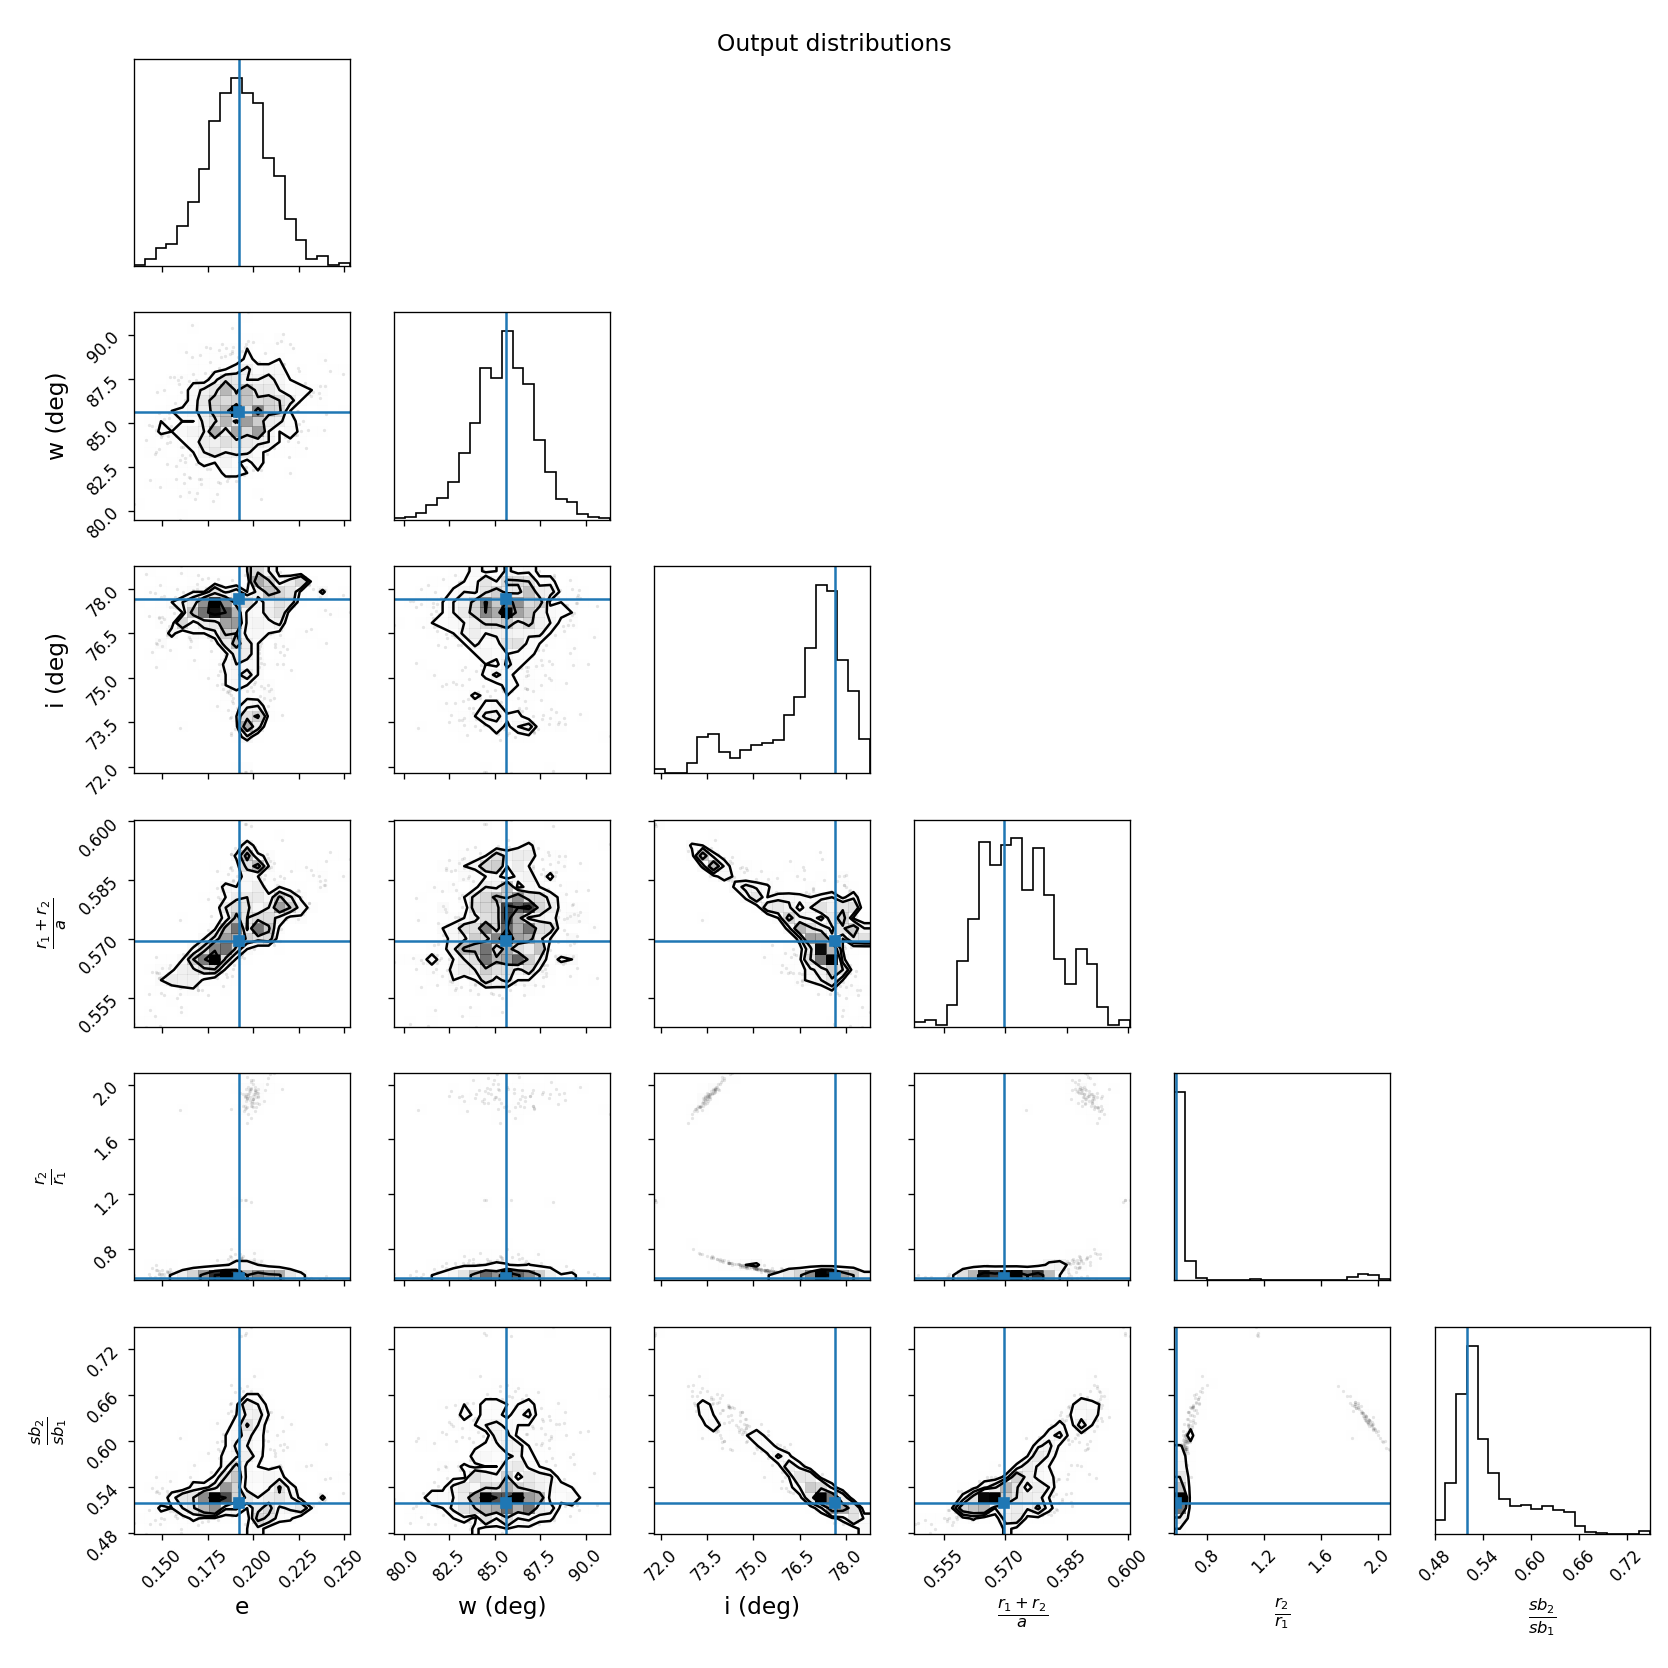 Output distributions
w (deg)
90.0
87.5
85.0
82.5
80.0
i (deg)
78.0
76.5
75.0
73.5
72.0
r₁ + r₂
a
0.600
0.585
0.570
0.555
r₂
r₁
2.0
1.6
1.2
0.8
sb₂
sb₁
0.72
0.66
0.60
0.54
0.48
0.150 0.175 0.200 0.225 0.250 80.0 82.5 85.0 87.5 90.0 72.0 73.5 75.0 76.5 78.0 0.555 0.570 0.585 0.600 0.8 1.2 1.6 2.0 0.48 0.54 0.60 0.66 0.72
e w (deg) i (deg) r₁ + r₂ r₂ sb₂
a r₁ sb₁